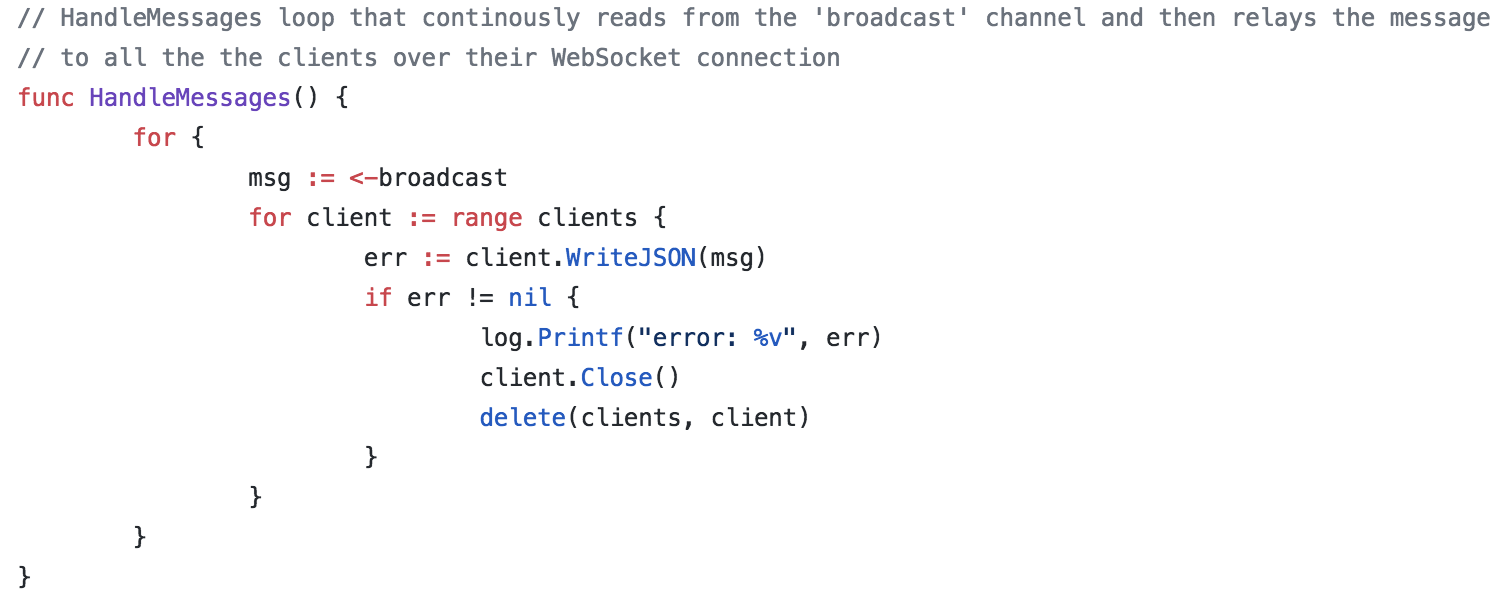 // HandleMessages loop that continously reads from the 'broadcast' channel and then relays the message
// to all the the clients over their WebSocket connection
func HandleMessages() {
        for {
                msg := <-broadcast
                for client := range clients {
                        err := client.WriteJSON(msg)
                        if err != nil {
                                log.Printf("error: %v", err)
                                client.Close()
                                delete(clients, client)
                        }
                }
        }
}